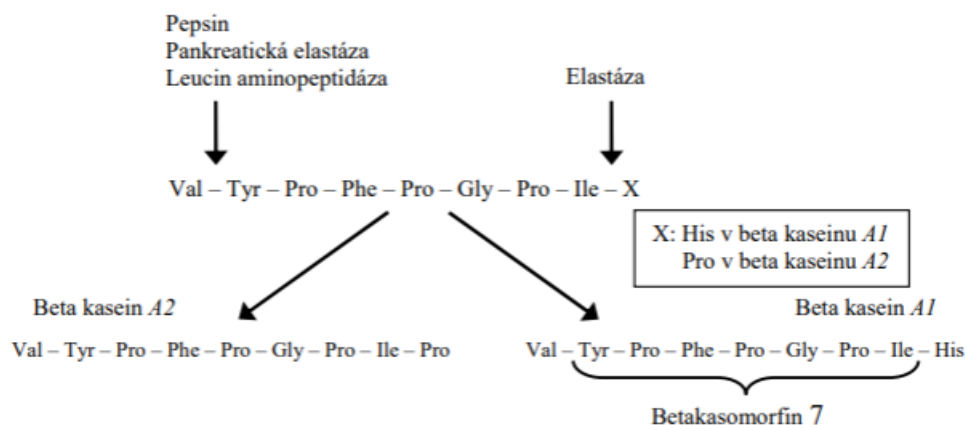 Pepsin
Pankreatická elastáza
Leucin aminopeptidáza
Elastáza
Val – Tyr – Pro – Phe – Pro – Gly – Pro – Ile – X
X: His v beta kaseinu A1
Pro v beta kaseinu A2
Beta kasein A2
Beta kasein A1
Val – Tyr – Pro – Phe – Pro – Gly – Pro – Ile – Pro
Val – Tyr – Pro – Phe – Pro – Gly – Pro – Ile – His
Betakasomorfin 7